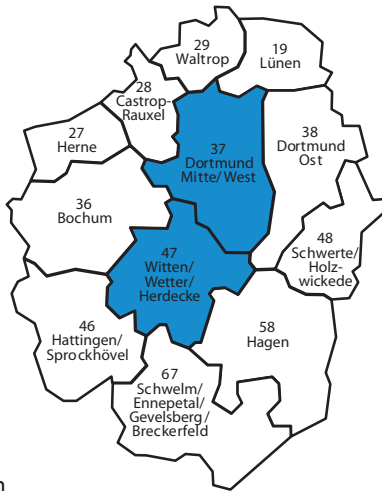 29
Waltrop
19
Lünen
28
Castrop-
Rauxel
38
Dortmund
Ost
27
Herne
37
Dortmund
Mitte/West
36
Bochum
48
Schwerte/
Holz-
wickede
47
Witten/
Wetter/
Herdecke
46
Hattingen/
Sprockhövel
58
Hagen
67
Schwelm/
Ennepetal/
Gevelsberg/
Breckerfeld